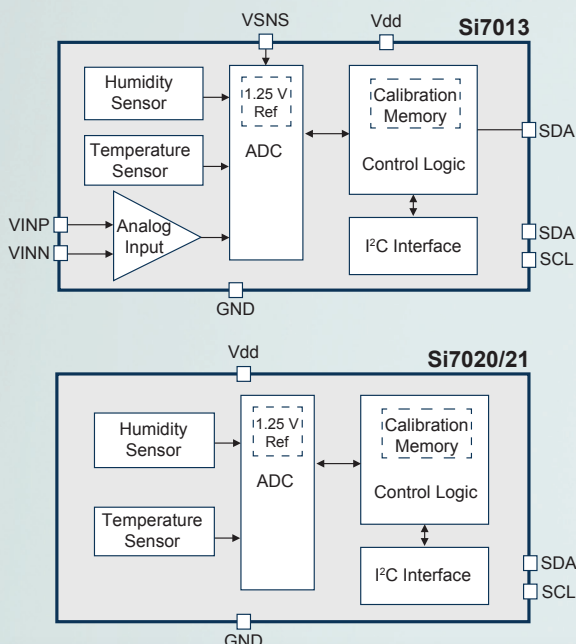 VSNS
Vdd
Si7013
Humidity
Sensor
1.25 V
Ref
ADC
Calibration
Memory
Control Logic
SDA
Temperature
Sensor
VINP
VINN
Analog
Input
I²C Interface
SDA
SCL
GND
Vdd
Si7020/21
Humidity
Sensor
1.25 V
Ref
ADC
Calibration
Memory
Control Logic
Temperature
Sensor
I²C Interface
SDA
SCL
GND